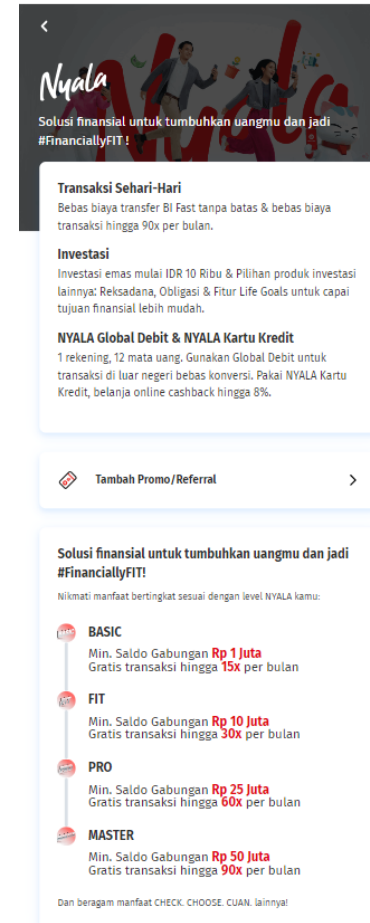 Nyala
Solusi finansial untuk tumbuhkan uangmu dan jadi
#FinanciallyFIT !
Transaksi Sehari-Hari
Bebas biaya transfer BI Fast tanpa batas & bebas biaya
transaksi hingga 90x per bulan.
Investasi
Investasi emas mulai IDR 10 Ribu & Pilihan produk investasi
lainnya: Reksadana, Obligasi & Fitur Life Goals untuk capai
tujuan finansial lebih mudah.
NYALA Global Debit & NYALA Kartu Kredit
1 rekening, 12 mata uang. Gunakan Global Debit untuk
transaksi di luar negeri bebas konversi. Pakai NYALA Kartu
Kredit, belanja online cashback hingga 8%.
Tambah Promo/Referral
Solusi finansial untuk tumbuhkan uangmu dan jadi
#FinanciallyFIT!
Nikmati manfaat bertingkat sesuai dengan level NYALA kamu:
BASIC
Min. Saldo Gabungan Rp 1 Juta
Gratis transaksi hingga 15x per bulan
FIT
Min. Saldo Gabungan Rp 10 Juta
Gratis transaksi hingga 30x per bulan
PRO
Min. Saldo Gabungan Rp 25 Juta
Gratis transaksi hingga 60x per bulan
MASTER
Min. Saldo Gabungan Rp 50 Juta
Gratis transaksi hingga 90x per bulan
Dan beragam manfaat CHECK. CHOOSE. CUAN. lainnya!